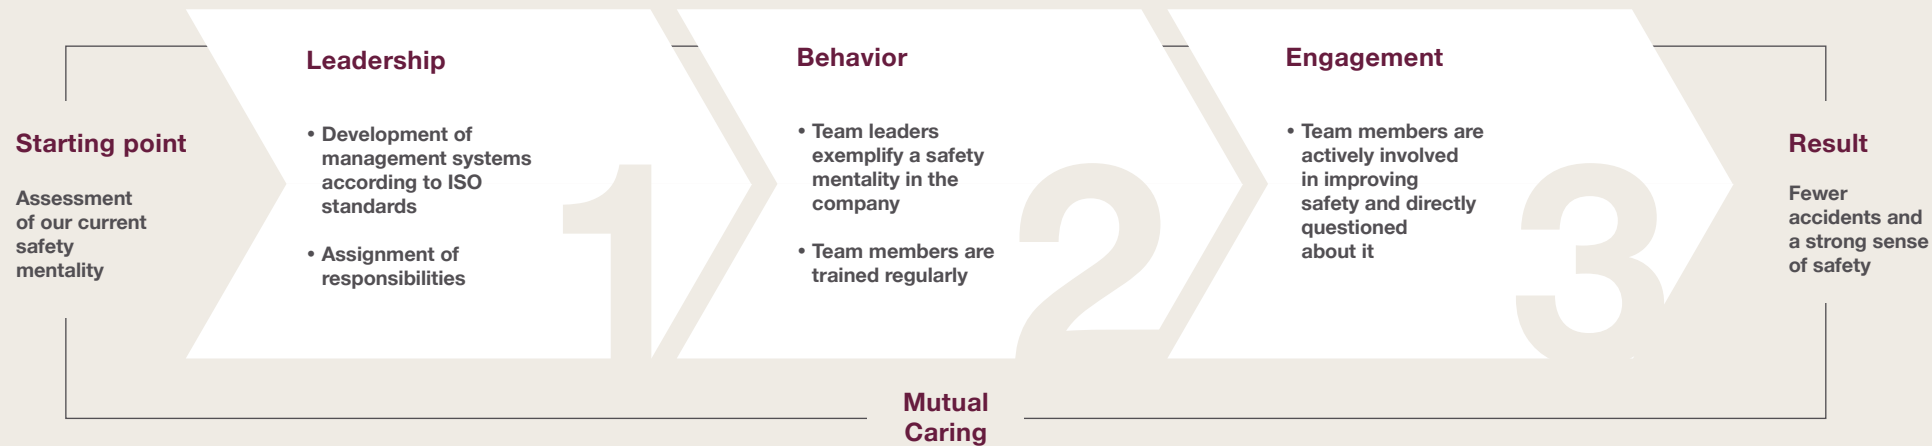 Starting point
Assessment
of our current
safety
mentality
Leadership
• Development of
management systems
according to ISO
standards
• Assignment of
responsibilities
1
Behavior
• Team leaders
exemplify a safety
mentality in the
company
• Team members are
trained regularly
2
Engagement
• Team members are
actively involved
in improving
safety and directly
questioned
about it
3
Result
Fewer
accidents and
a strong sense
of safety
Mutual
Caring